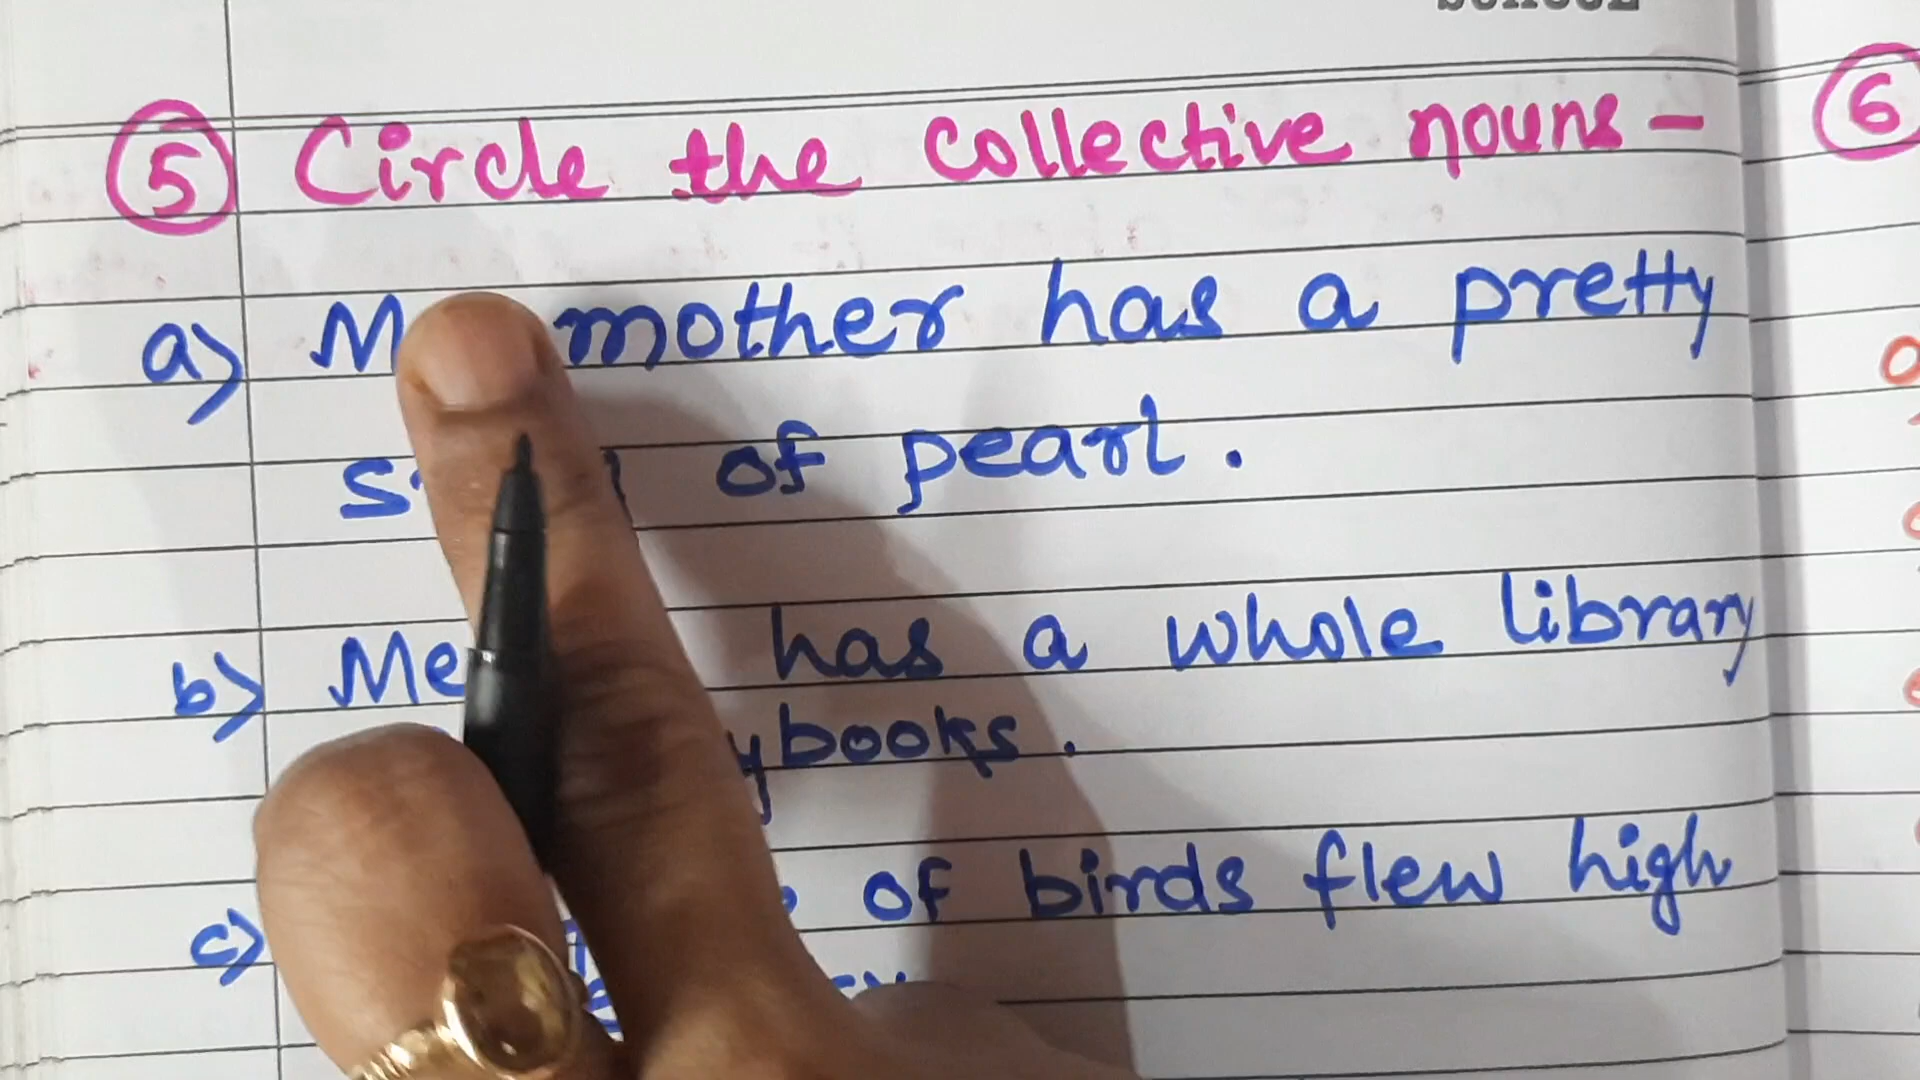 5 Circle the collective nouns - 6
a) mother has a pretty
of pearl.
b) has a whole library
books.
c) of birds flew high